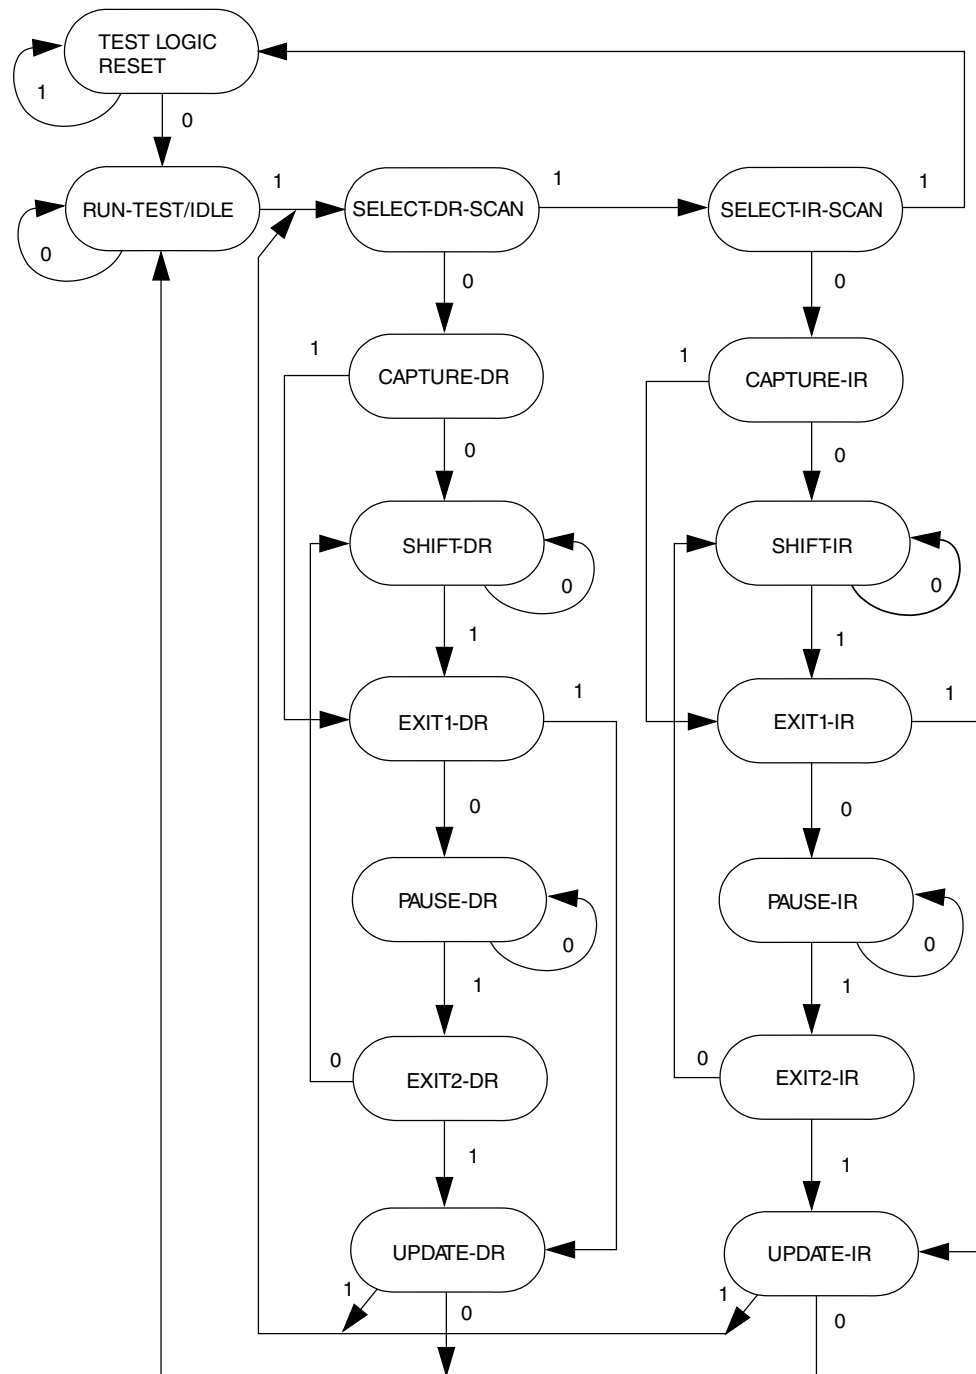 TEST LOGIC
RESET
1
0
RUN-TEST/IDLE
0
1
SELECT-DR-SCAN
1
SELECT-IR-SCAN
1
0
0
1
CAPTURE-DR
1
CAPTURE-IR
0
0
SHIFT-DR
0
SHIFT-IR
0
1
1
EXIT1-DR
1
EXIT1-IR
1
0
0
PAUSE-DR
0
PAUSE-IR
0
1
1
0
EXIT2-DR
0
EXIT2-IR
1
1
UPDATE-DR
UPDATE-IR
1
0
1
0